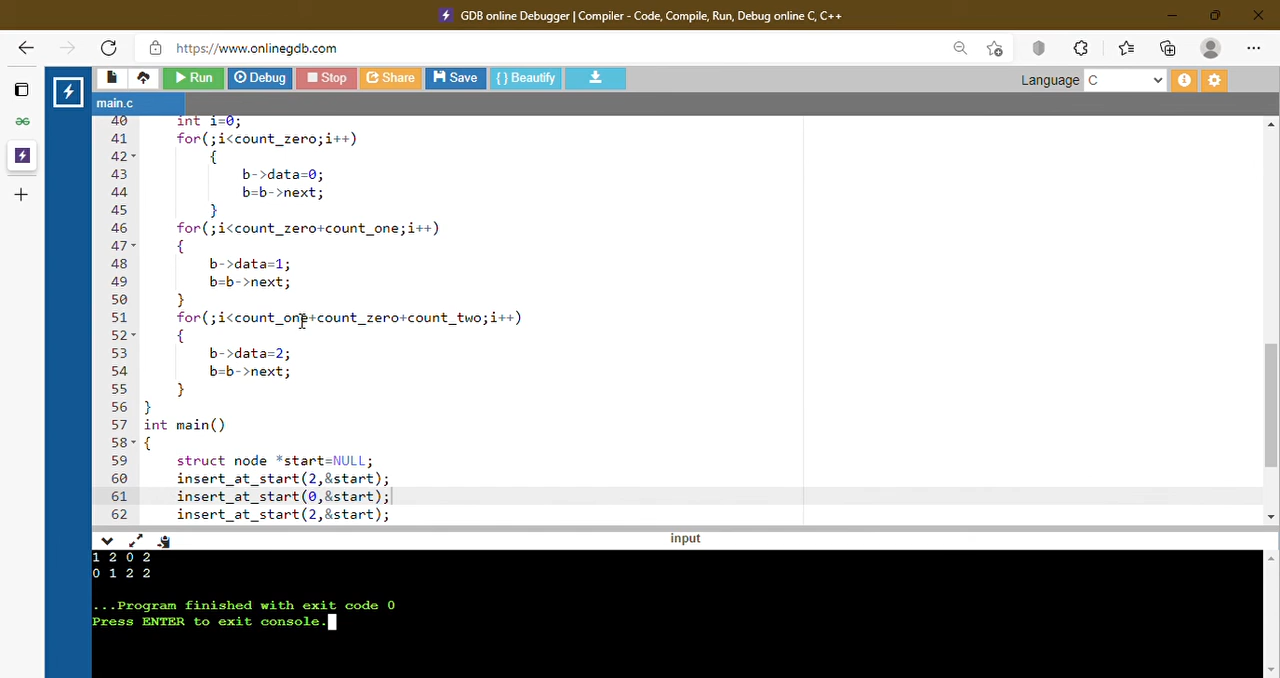 GDB online Debugger | Compiler - Code, Compile, Run, Debug online C, C++
https://www.onlinegdb.com
Run Debug Stop Share Save { } Beautify Language C
main.c
40 int i=0;
41 for(;i<count_zero;i++)
42 {
43 b->data=0;
44 b=b->next;
45 }
46 for(;i<count_zero+count_one;i++)
47 {
48 b->data=1;
49 b=b->next;
50 }
51 for(;i<count_one+count_zero+count_two;i++)
52 {
53 b->data=2;
54 b=b->next;
55 }
56 }
57 int main()
58 {
59 struct node *start=NULL;
60 insert_at_start(2,&start);
61 insert_at_start(0,&start);
62 insert_at_start(2,&start);
input
1 2 0 2
0 1 2 2
...Program finished with exit code 0
Press ENTER to exit console.